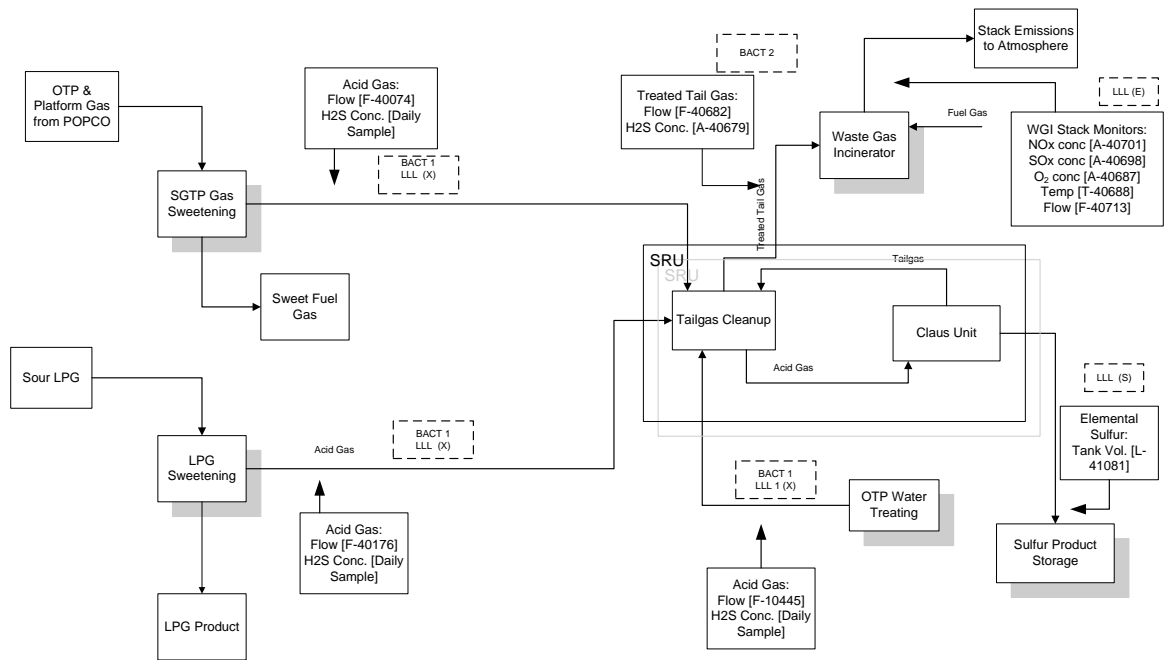 Stack Emissions
to Atmosphere
BACT 2
OTP &
Platform Gas
from POPCO
Acid Gas:
Flow [F-40074]
H2S Conc. [Daily
Sample]
Treated Tail Gas:
Flow [F-40682]
H2S Conc. [A-40679]
LLL (E)
Fuel Gas
Waste Gas
Incinerator
WGI Stack Monitors:
NOx conc [A-40701]
SOx conc [A-40698]
O2 conc [A-40687]
Temp [T-40688]
Flow [F-40713]
BACT 1
LLL (X)
SGTP Gas
Sweetening
Treated Tail Gas
SRU
SRU
Tailgas
Sweet Fuel
Gas
Tailgas Cleanup
Claus Unit
Acid Gas
Sour LPG
LLL (S)
BACT 1
LLL (X)
Acid Gas
LPG
Sweetening
Elemental
Sulfur:
Tank Vol. [L-
41081]
BACT 1
LLL 1 (X)
OTP Water
Treating
Acid Gas:
Flow [F-40176]
H2S Conc. [Daily
Sample]
Sulfur Product
Storage
Acid Gas:
Flow [F-10445]
H2S Conc. [Daily
Sample]
LPG Product